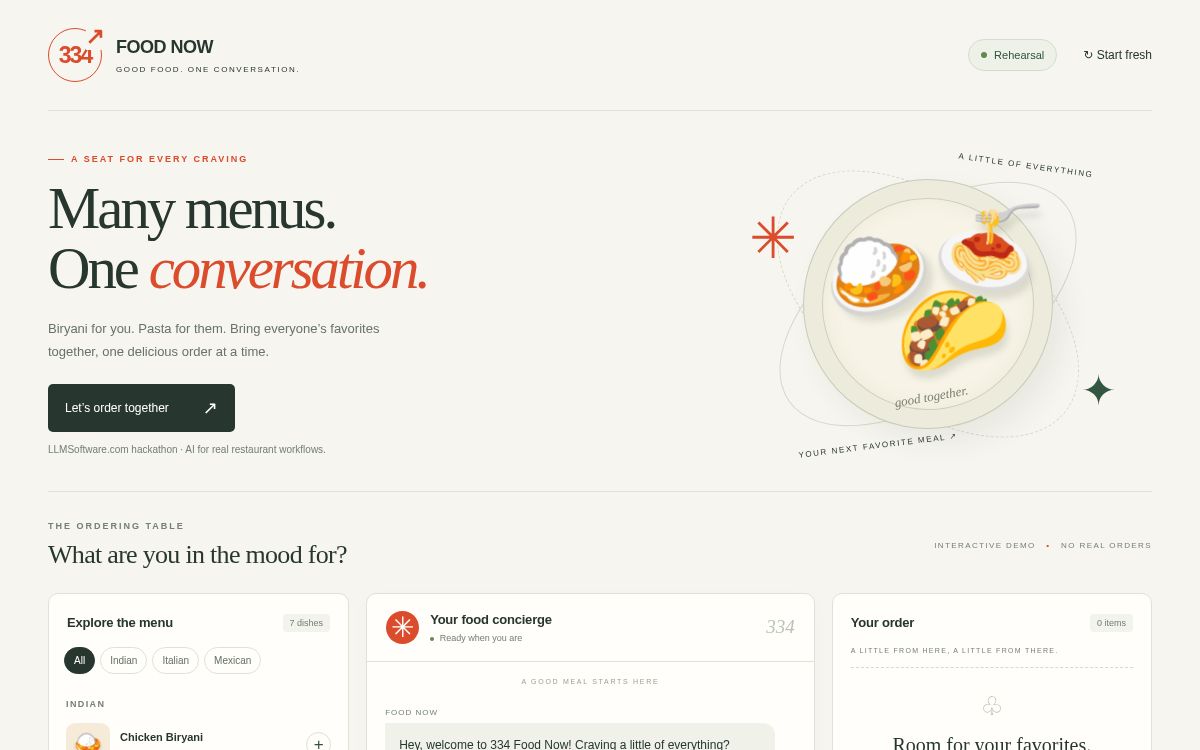 334
FOOD NOW
GOOD FOOD. ONE CONVERSATION.
Rehearsal
↻ Start fresh
A SEAT FOR EVERY CRAVING
Many menus.
One conversation.
Biryani for you. Pasta for them. Bring everyone’s favorites
together, one delicious order at a time.
Let’s order together ↗
LLMSoftware.com hackathon · AI for real restaurant workflows.
A LITTLE OF EVERYTHING
good together.
YOUR NEXT FAVORITE MEAL ↗
THE ORDERING TABLE
What are you in the mood for?
INTERACTIVE DEMO • NO REAL ORDERS
Explore the menu
7 dishes
All
Indian
Italian
Mexican
INDIAN
Chicken Biryani
+
Your food concierge
Ready when you are
334
A GOOD MEAL STARTS HERE
FOOD NOW
Hey, welcome to 334 Food Now! Craving a little of everything?
Your order
0 items
A LITTLE FROM HERE, A LITTLE FROM THERE.
Room for your favorites.